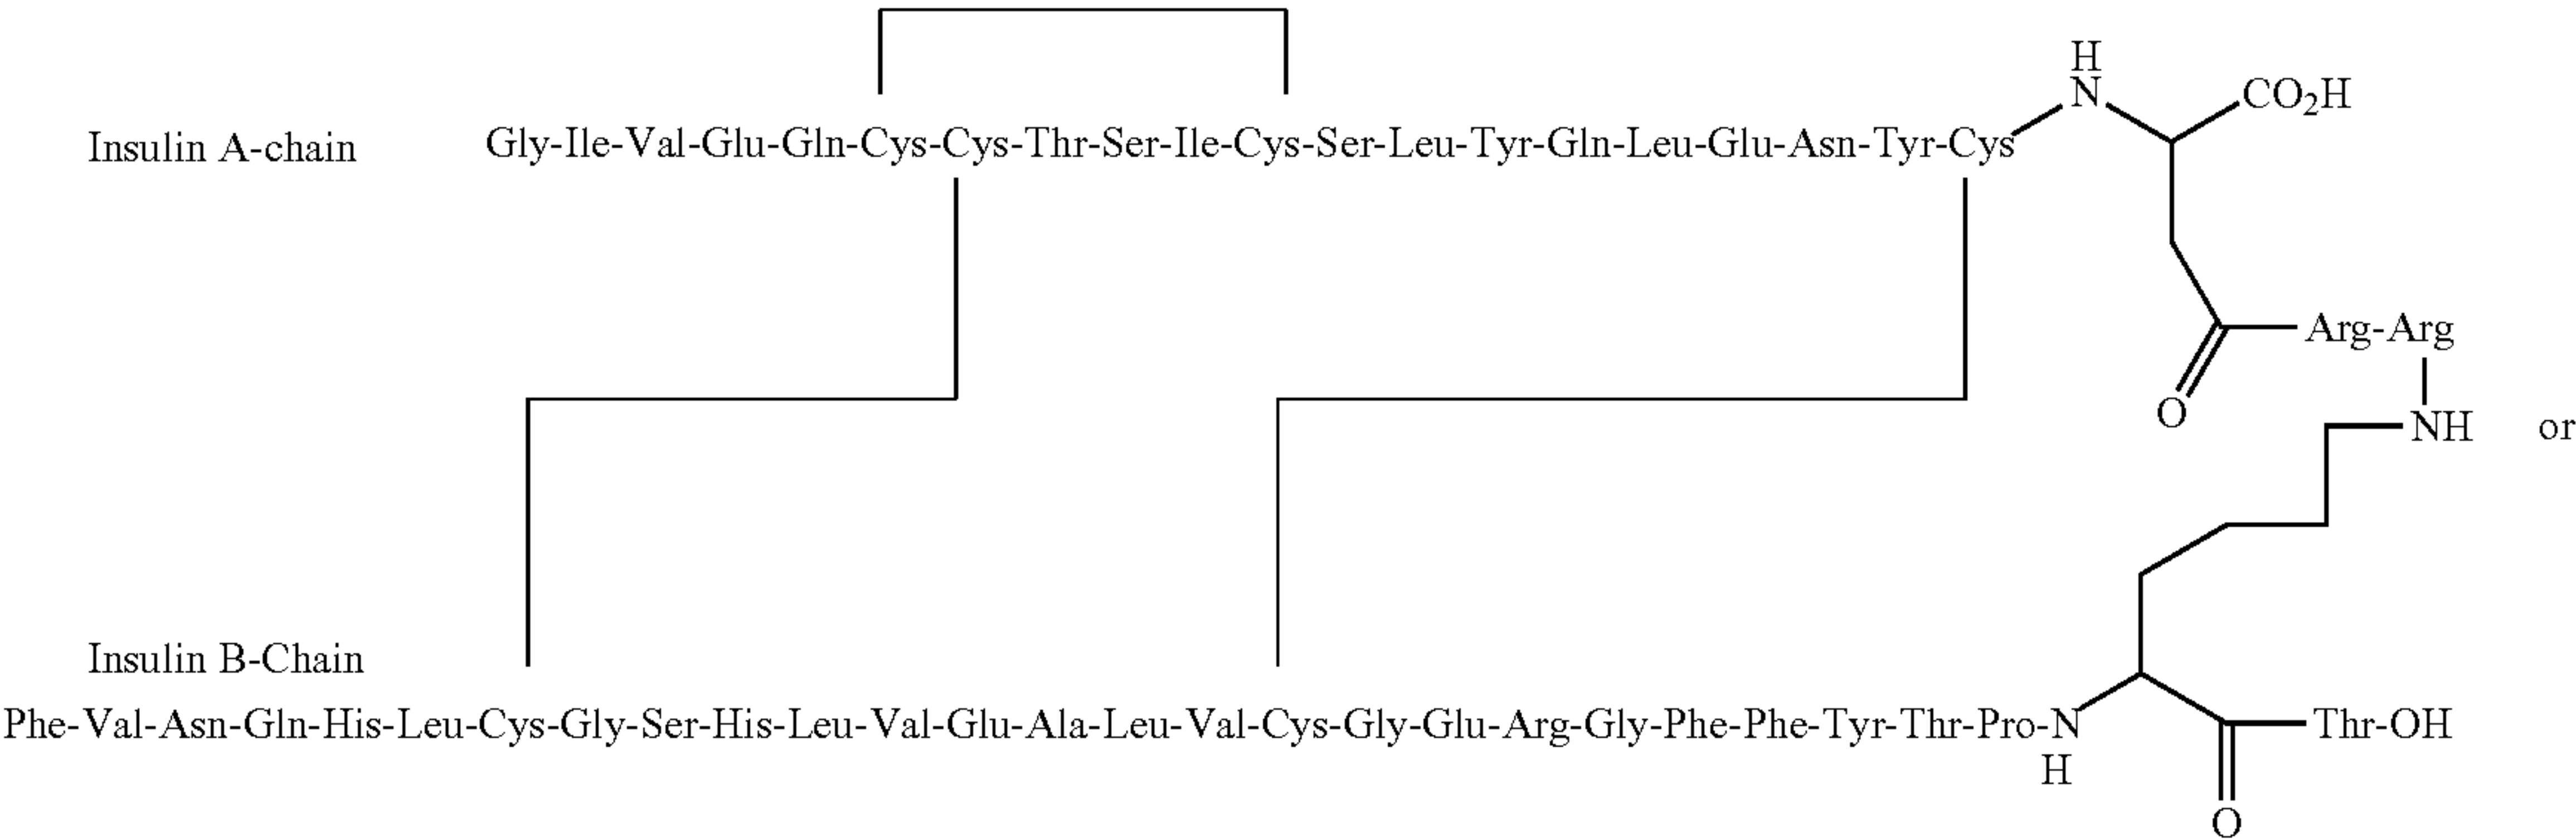 H
N
CO2H
Insulin A-chain Gly-Ile-Val-Glu-Gln-Cys-Cys-Thr-Ser-Ile-Cys-Ser-Leu-Tyr-Gln-Leu-Glu-Asn-Tyr-Cys
Arg-Arg
O
NH or
Insulin B-Chain
Phe-Val-Asn-Gln-His-Leu-Cys-Gly-Ser-His-Leu-Val-Glu-Ala-Leu-Val-Cys-Gly-Glu-Arg-Gly-Phe-Phe-Tyr-Thr-Pro-N Thr-OH
H
O